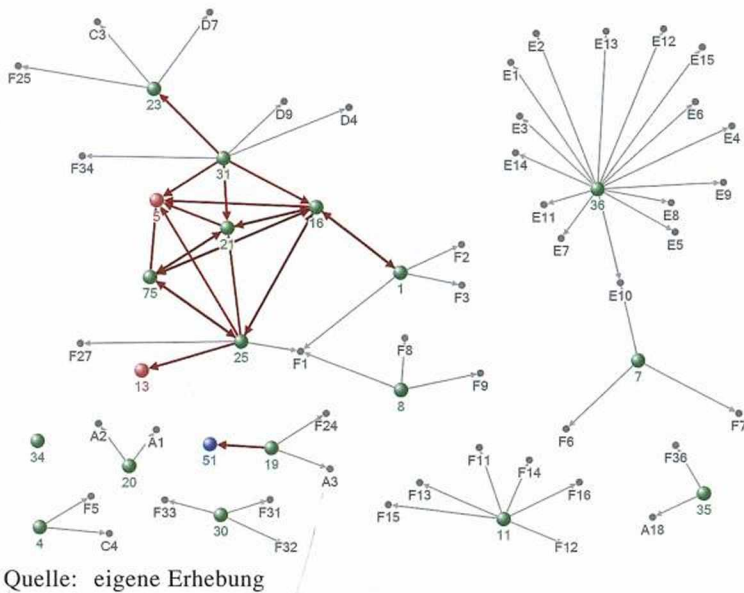 C3
D7
F25
23
D9
D4
F34
31
5
16
21
75
1
F2
F3
F27
25
F1
13
F8
8
F9
E2
E13
E12
E15
E1
E6
E3
E4
E14
E11
36
E9
E8
E7
E5
E10
7
F6
F7
34
A2
A1
20
51
19
F24
A3
4
F5
C4
F33
30
F31
F32
F11
F14
F13
F16
F15
11
F12
F36
A18
35
Quelle: eigene Erhebung